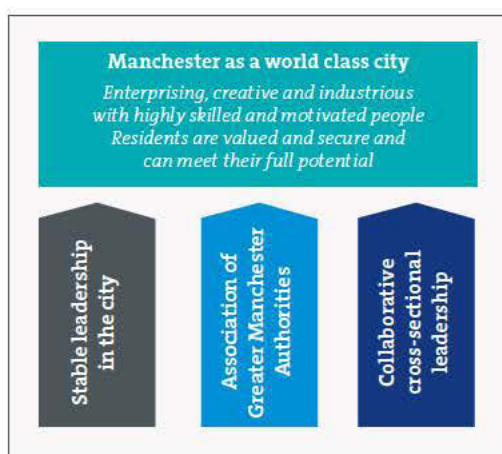 Manchester as a world class city
Enterprising, creative and industrious
with highly skilled and motivated people
Residents are valued and secure and
can meet their full potential
Stable leadership
in the city
Association of
Greater Manchester
Authorities
Collaborative
cross-sectional
leadership